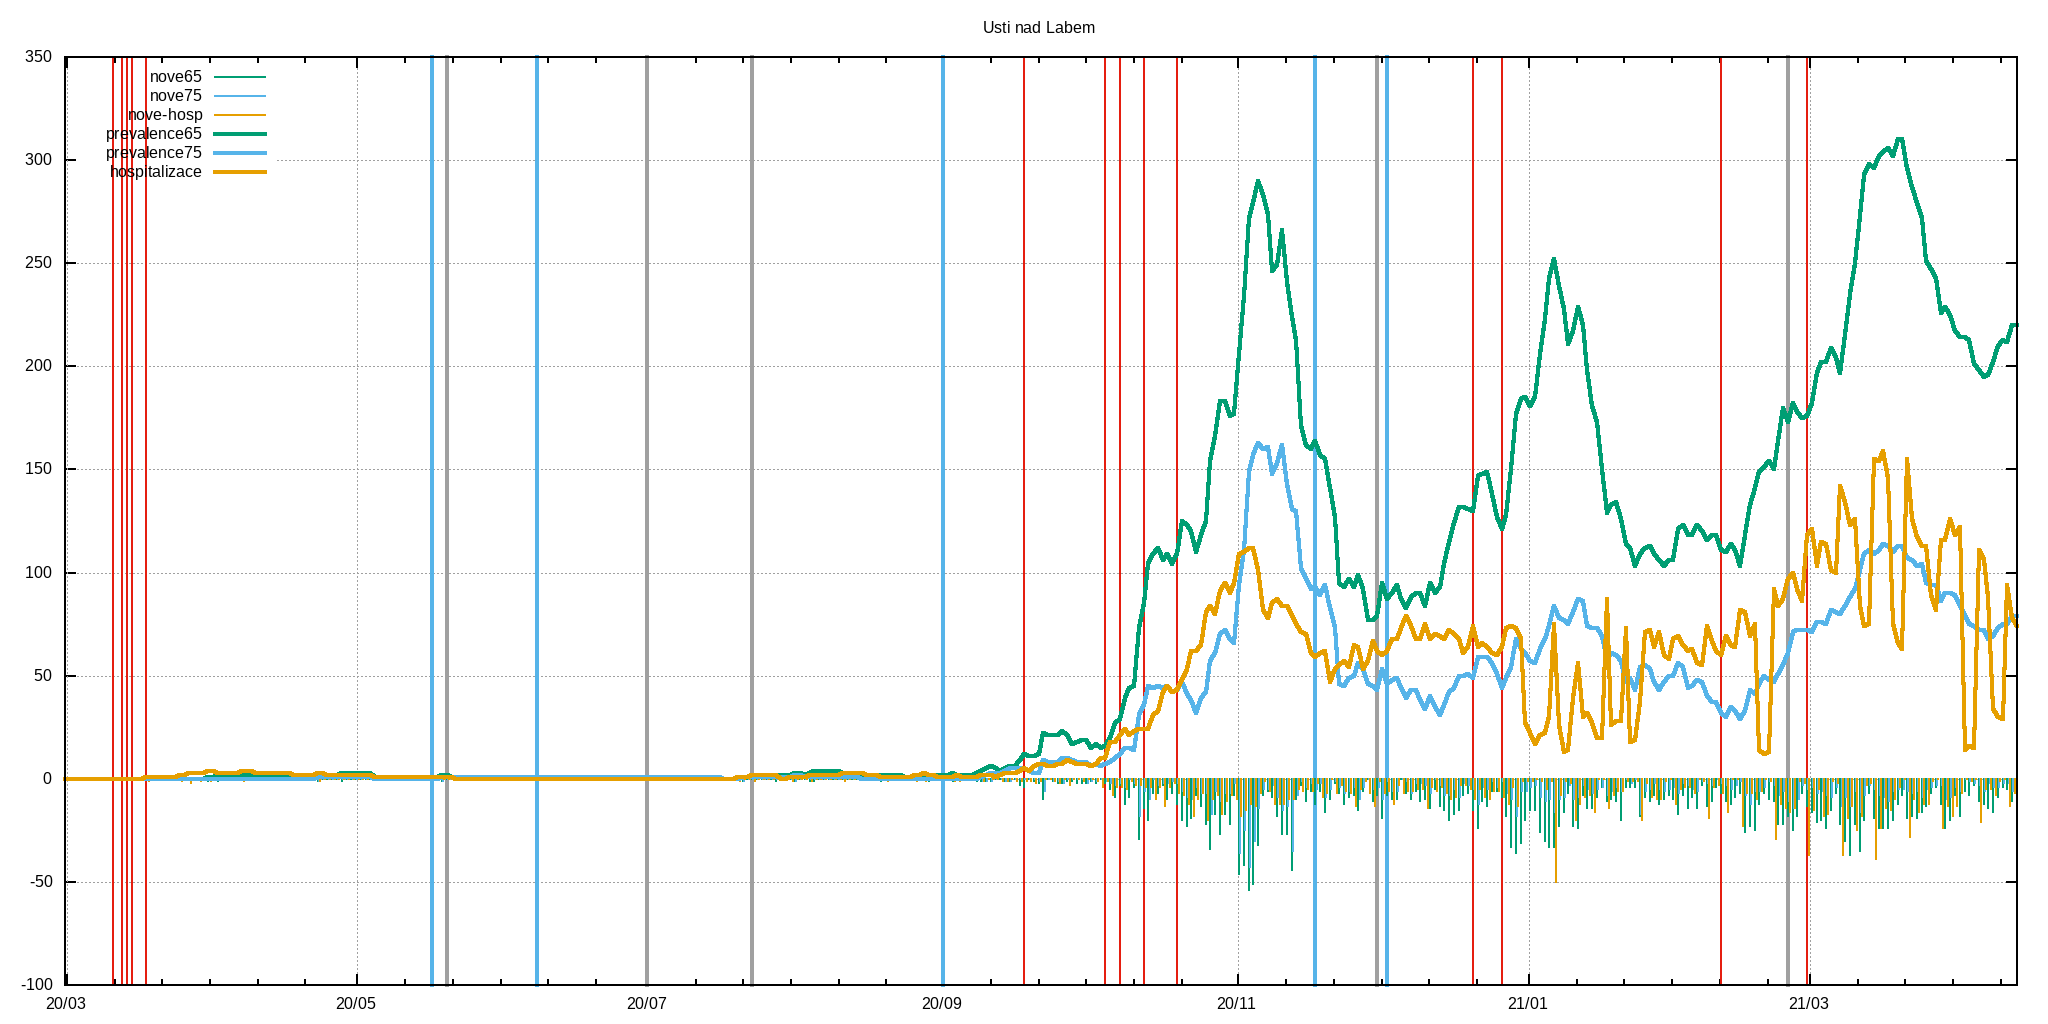 Usti nad Labem
350
300
250
200
150
100
50
0
-50
-100
nove65
nove75
nove-hosp
prevalence65
prevalence75
hospitalizace
20/03 20/05 20/07 20/09 20/11 21/01 21/03